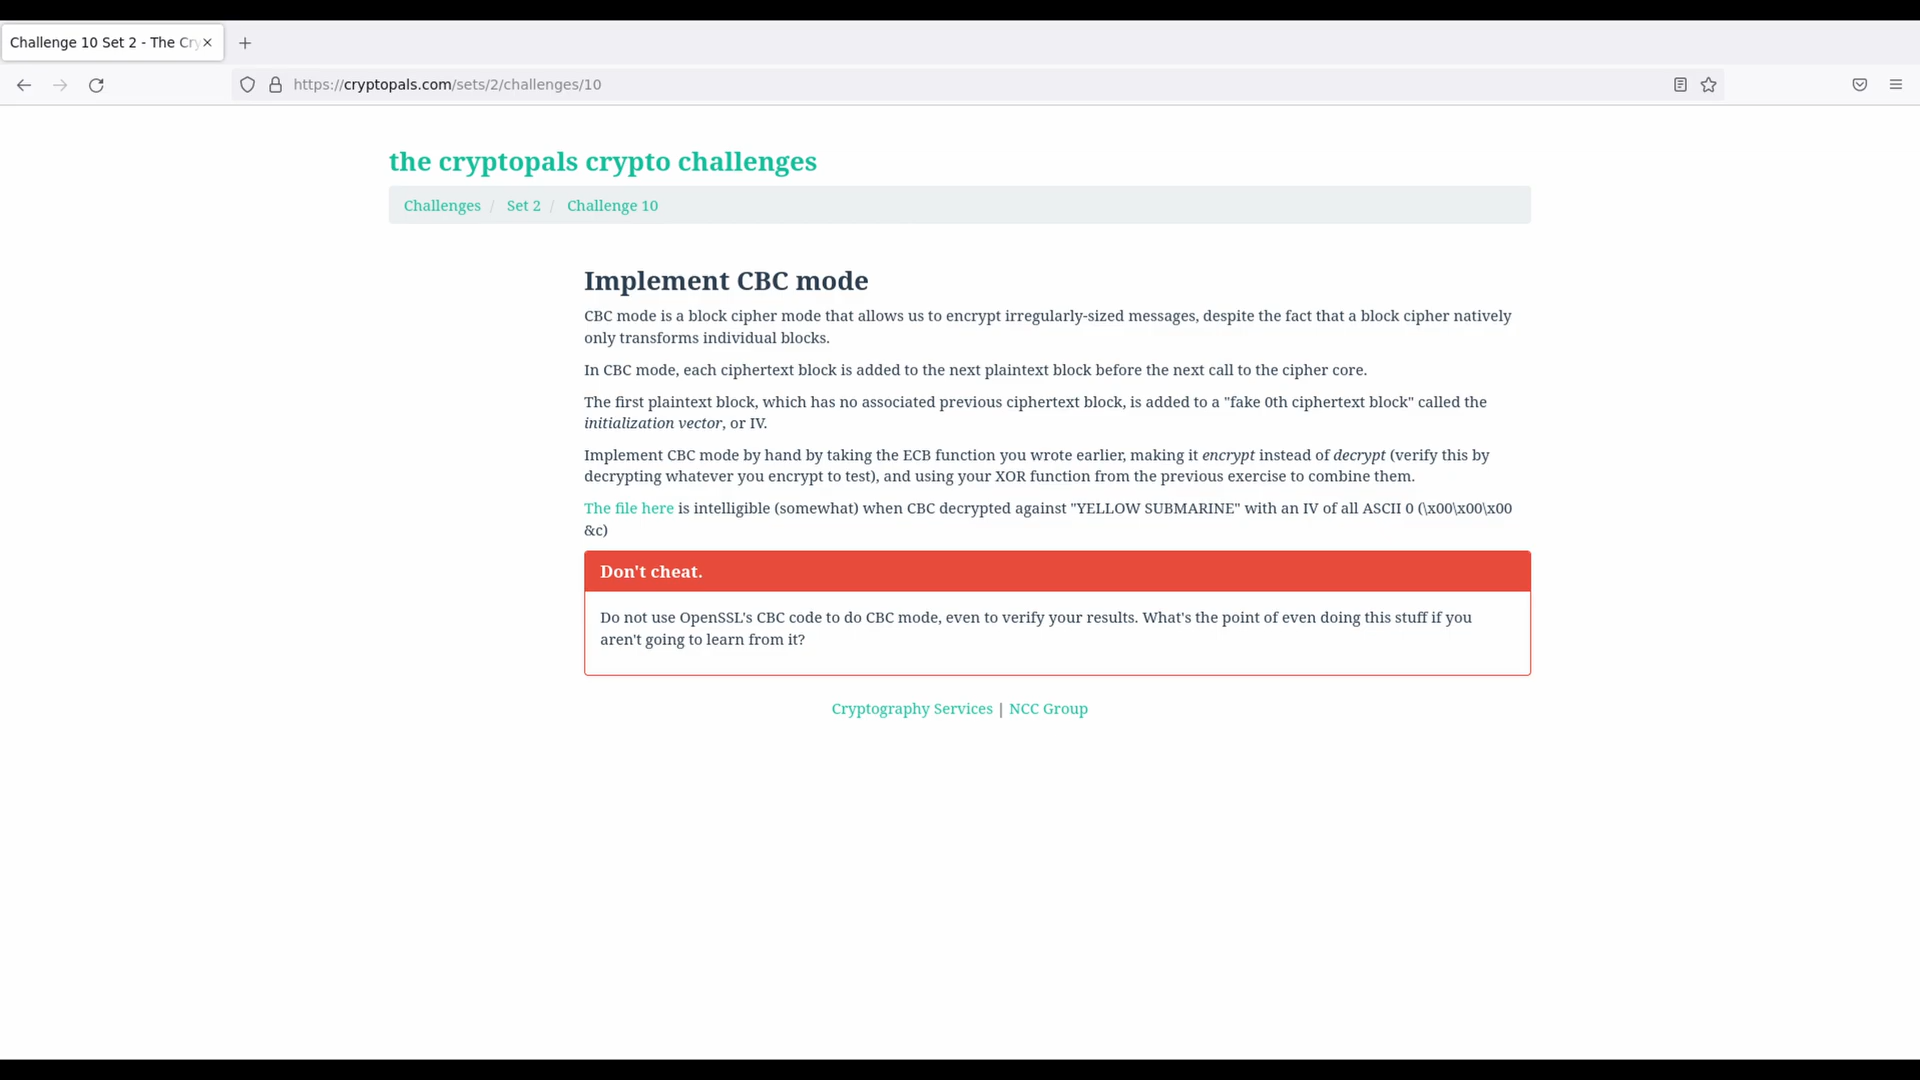 Challenge 10 Set 2 - The Cry
https://cryptopals.com/sets/2/challenges/10
the cryptopals crypto challenges
Challenges / Set 2 / Challenge 10
Implement CBC mode
CBC mode is a block cipher mode that allows us to encrypt irregularly-sized messages, despite the fact that a block cipher natively
only transforms individual blocks.
In CBC mode, each ciphertext block is added to the next plaintext block before the next call to the cipher core.
The first plaintext block, which has no associated previous ciphertext block, is added to a "fake 0th ciphertext block" called the
initialization vector, or IV.
Implement CBC mode by hand by taking the ECB function you wrote earlier, making it encrypt instead of decrypt (verify this by
decrypting whatever you encrypt to test), and using your XOR function from the previous exercise to combine them.
The file here is intelligible (somewhat) when CBC decrypted against "YELLOW SUBMARINE" with an IV of all ASCII 0 (\x00\x00\x00
&c)
Don't cheat.
Do not use OpenSSL's CBC code to do CBC mode, even to verify your results. What's the point of even doing this stuff if you
aren't going to learn from it?
Cryptography Services | NCC Group